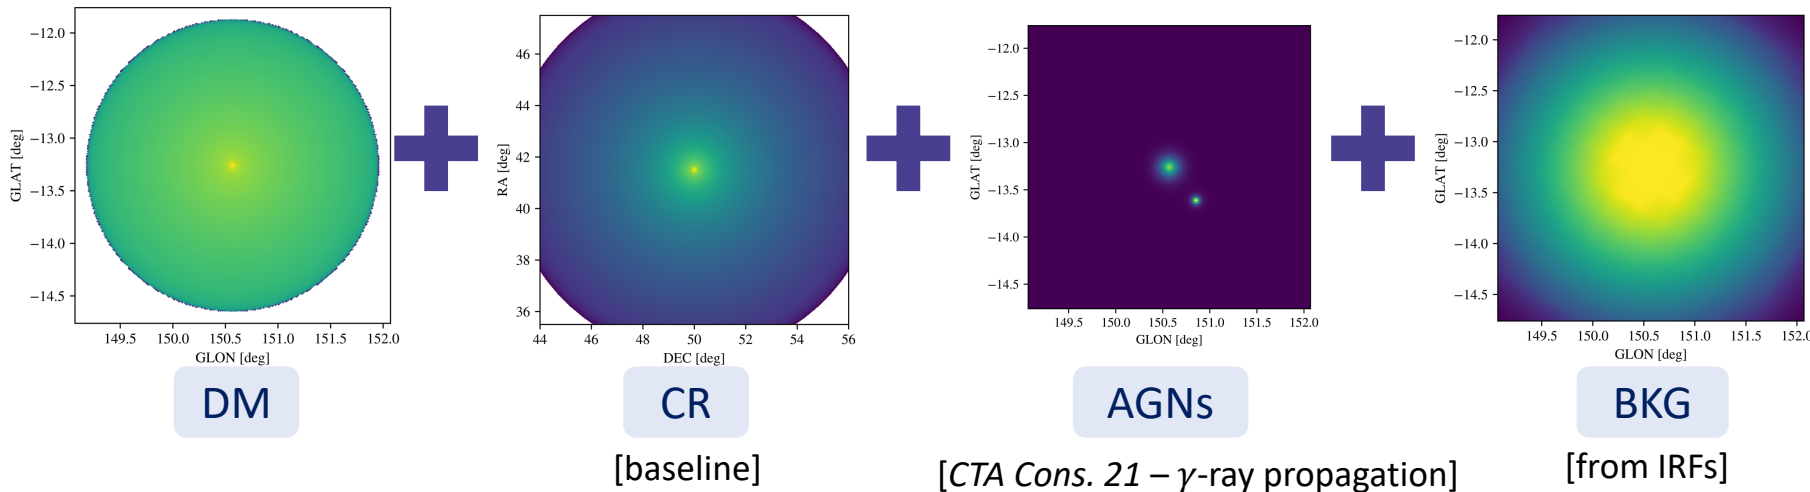 −12.0
−12.5
−13.0
−13.5
−14.0
−14.5
GLAT [deg]
149.5 150.0 150.5 151.0 151.5 152.0
GLON [deg]
DM
46
44
42
40
38
36
RA [deg]
44 46 48 50 52 54 56
DEC [deg]
CR
[baseline]
−12.0
−12.5
−13.0
−13.5
−14.0
−14.5
GLAT [deg]
149.5 150.0 150.5 151.0 151.5 152.0
GLON [deg]
AGNs
[CTA Cons. 21 – γ-ray propagation]
−12.0
−12.5
−13.0
−13.5
−14.0
−14.5
GLAT [deg]
149.5 150.0 150.5 151.0 151.5 152.0
GLON [deg]
BKG
[from IRFs]